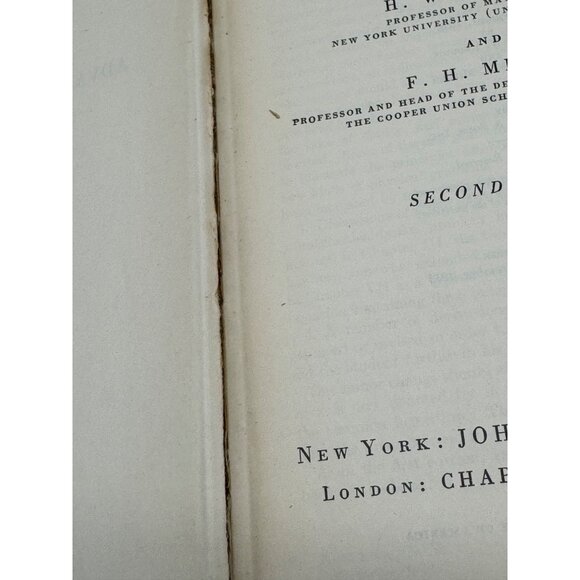 H. W
PROFESSOR OF MA
NEW YORK UNIVERSITY (UN
AND
F. H. MI
PROFESSOR AND HEAD OF THE DE
THE COOPER UNION SCH
SECOND
NEW YORK: JOH
LONDON: CHAP